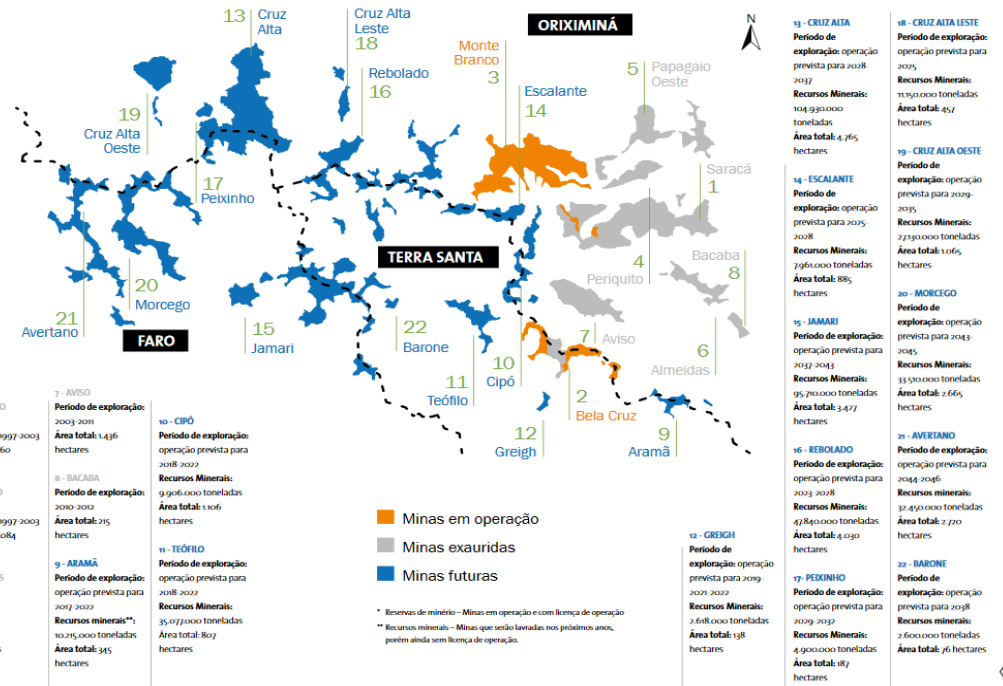 13
Cruz
Alta
Cruz Alta
Leste
18
Rebolado
16
ORIXIMINÁ
N
Monte
Branco
3
Escalante
14
5
Papagaio
Oeste
19
Cruz Alta
Oeste
17
Peixinho
Saracá
1
TERRA SANTA
4
Periquito
Bacaba
8
20
Morcego
21
Avertano
FARO
15
Jamari
22
Barone
11
Teófilo
10
Cipó
7
Aviso
6
Almeidas
2
Bela Cruz
12
Greigh
9
Aramã
Minas em operação
Minas exauridas
Minas futuras
* Reservas de minério – Minas em operação e com licença de operação
** Recursos minerais – Minas que serão lavradas nos próximos anos,
porém ainda sem licença de operação.
1997-2003
1997-2003
7 - AVISO
Período de exploração:
2003-2011
Área total: 1.436
hectares
8 - BACABA
Período de exploração:
2010-2012
Área total: 215
hectares
9 - ARAMÃ
Período de exploração:
operação prevista para
2017-2022
Recursos minerais**:
10.215.000 toneladas
Área total: 345
hectares
10 - CIPÓ
Período de exploração:
operação prevista para
2018-2022
Recursos Minerais:
9.906.000 toneladas
Área total: 1.106
hectares
11 - TEÓFILO
Período de exploração:
operação prevista para
2018-2022
Recursos Minerais:
35.077.000 toneladas
Área total: 807
hectares
12 - GREIGH
Período de
exploração: operação
prevista para 2019-
2021-2022
Recursos Minerais:
2.618.000 toneladas
Área total: 138
hectares
13 - CRUZ ALTA
Período de
exploração: operação
prevista para 2028-
2037
Recursos Minerais:
104.930.000
toneladas
Área total: 4.765
hectares
14 - ESCALANTE
Período de
exploração: operação
prevista para 2025-
2028
Recursos Minerais:
7.961.000 toneladas
Área total: 885
hectares
15 - JAMARI
Período de exploração:
operação prevista para
2037-2043
Recursos Minerais:
95.710.000 toneladas
Área total: 3.427
hectares
16 - REBOLADO
Período de exploração:
operação prevista para
2023-2028
Recursos Minerais:
47.840.000 toneladas
Área total: 4.030
hectares
17- PEIXINHO
Período de exploração:
operação prevista para
2029-2032
Recursos Minerais:
4.900.000 toneladas
Área total: 187
hectares
18 - CRUZ ALTA LESTE
Período de exploração:
operação prevista para
2025
Recursos Minerais:
11.150.000 toneladas
Área total: 457
hectares
19 - CRUZ ALTA OESTE
Período de
exploração: operação
prevista para 2029-
2035
Recursos Minerais:
27.130.000 toneladas
Área total: 1.065
hectares
20 - MORCEGO
Período de
exploração: operação
prevista para 2043-
2045
Recursos Minerais:
33.510.000 toneladas
Área total: 2.665
hectares
21 - AVERTANO
Período de exploração:
operação prevista para
2044-2046
Recursos minerais:
32.450.000 toneladas
Área total: 2.720
hectares
22 - BARONE
Período de
exploração: operação
prevista para 2038
Recursos minerais:
2.600.000 toneladas
Área total: 76 hectares